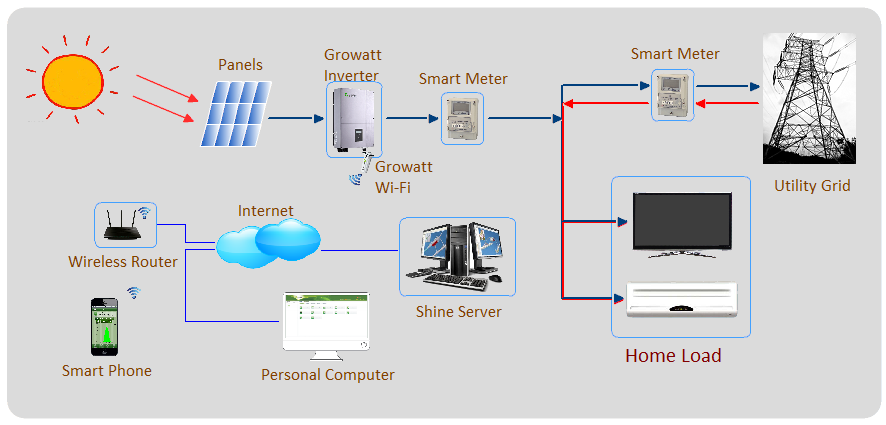 Panels
Growatt
Inverter
Smart Meter
Smart Meter
Growatt
Wi-Fi
Utility Grid
Internet
Wireless Router
Shine Server
Smart Phone
Personal Computer
Home Load